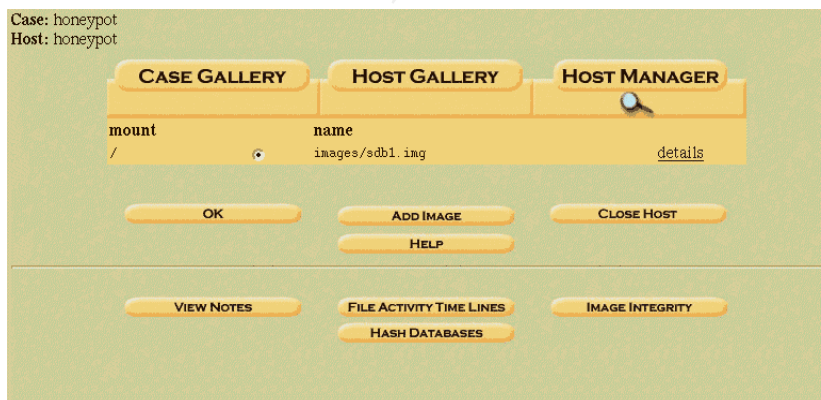 Case: honeypot
Host: honeypot
CASE GALLERY HOST GALLERY HOST MANAGER
mount name
/ images/sdb1.img details
OK ADD IMAGE CLOSE HOST
HELP
VIEW NOTES FILE ACTIVITY TIME LINES IMAGE INTEGRITY
HASH DATABASES